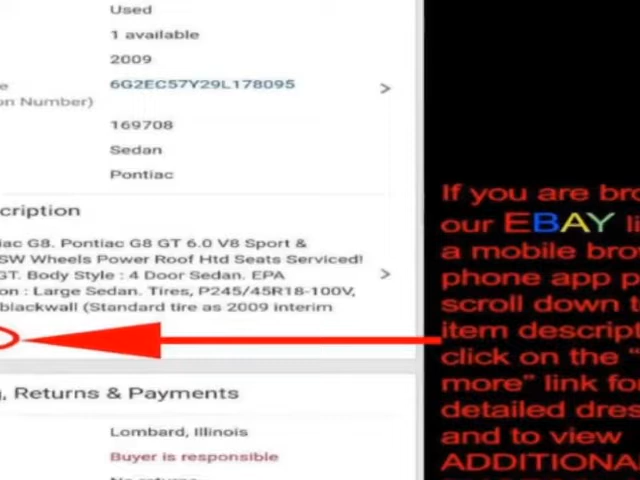 Used
1 available
2009
6G2EC57Y29L178095
on Number)
169708
Sedan
Pontiac
cription
iac G8. Pontiac G8 GT 6.0 V8 Sport &
SW Wheels Power Roof Htd Seats Serviced!
GT. Body Style : 4 Door Sedan. EPA
on : Large Sedan. Tires, P245/45R18-100V,
blackwall (Standard tire as 2009 interim
, Returns & Payments
Lombard, Illinois
Buyer is responsible
No returns
If you are bro
our EBAY li
a mobile brow
phone app p
scroll down t
item descript
click on the "
more" link fo
detailed dres
and to view
ADDITIONA